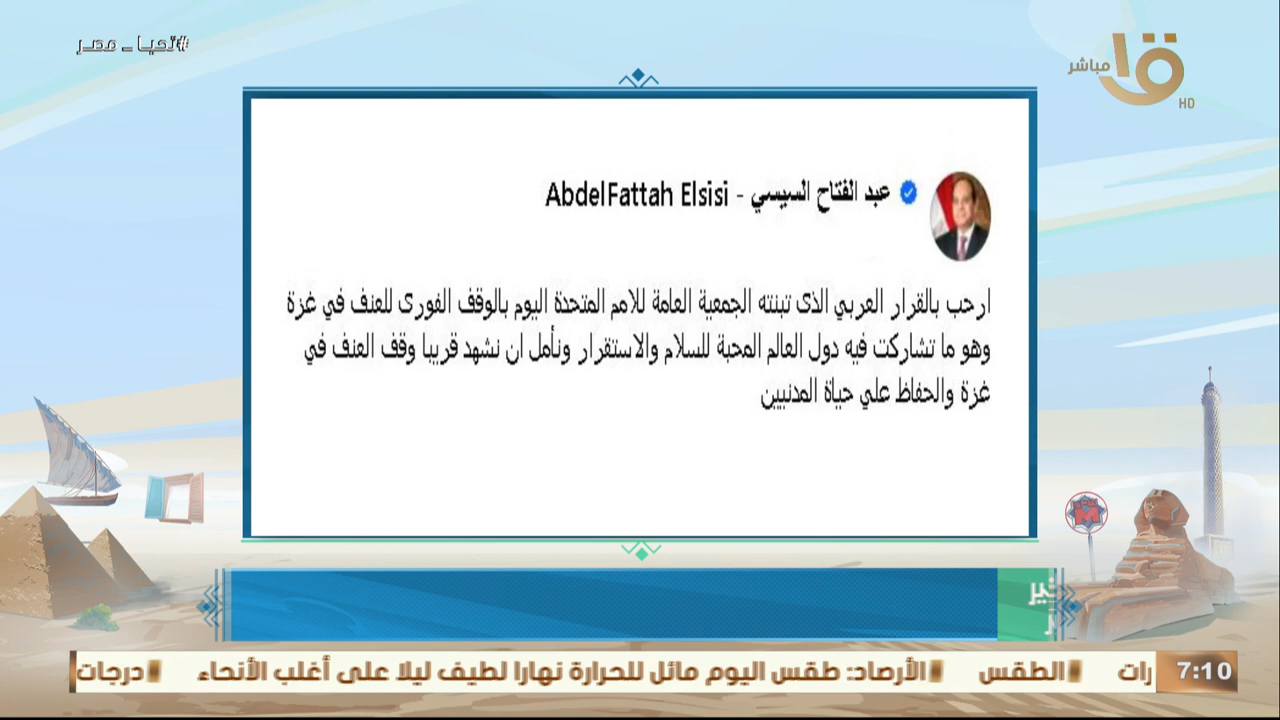 #تحيا_مصر
ق1
مباشر
HD
عبد الفتاح السيسي - AbdelFattah Elsisi
ارحب بالقرار العربي الذى تبنته الجمعية العامة للامم المتحدة اليوم بالوقف الفورى للعنف في غزة
وهو ما تشاركت فيه دول العالم المحبة للسلام والاستقرار ونأمل ان نشهد قريبا وقف العنف في
غزة والحفاظ علي حياة المدنيين
7:10 رات الطقس الأرصاد: طقس اليوم مائل للحرارة نهارا لطيف ليلا على أغلب الأنحاء درجات